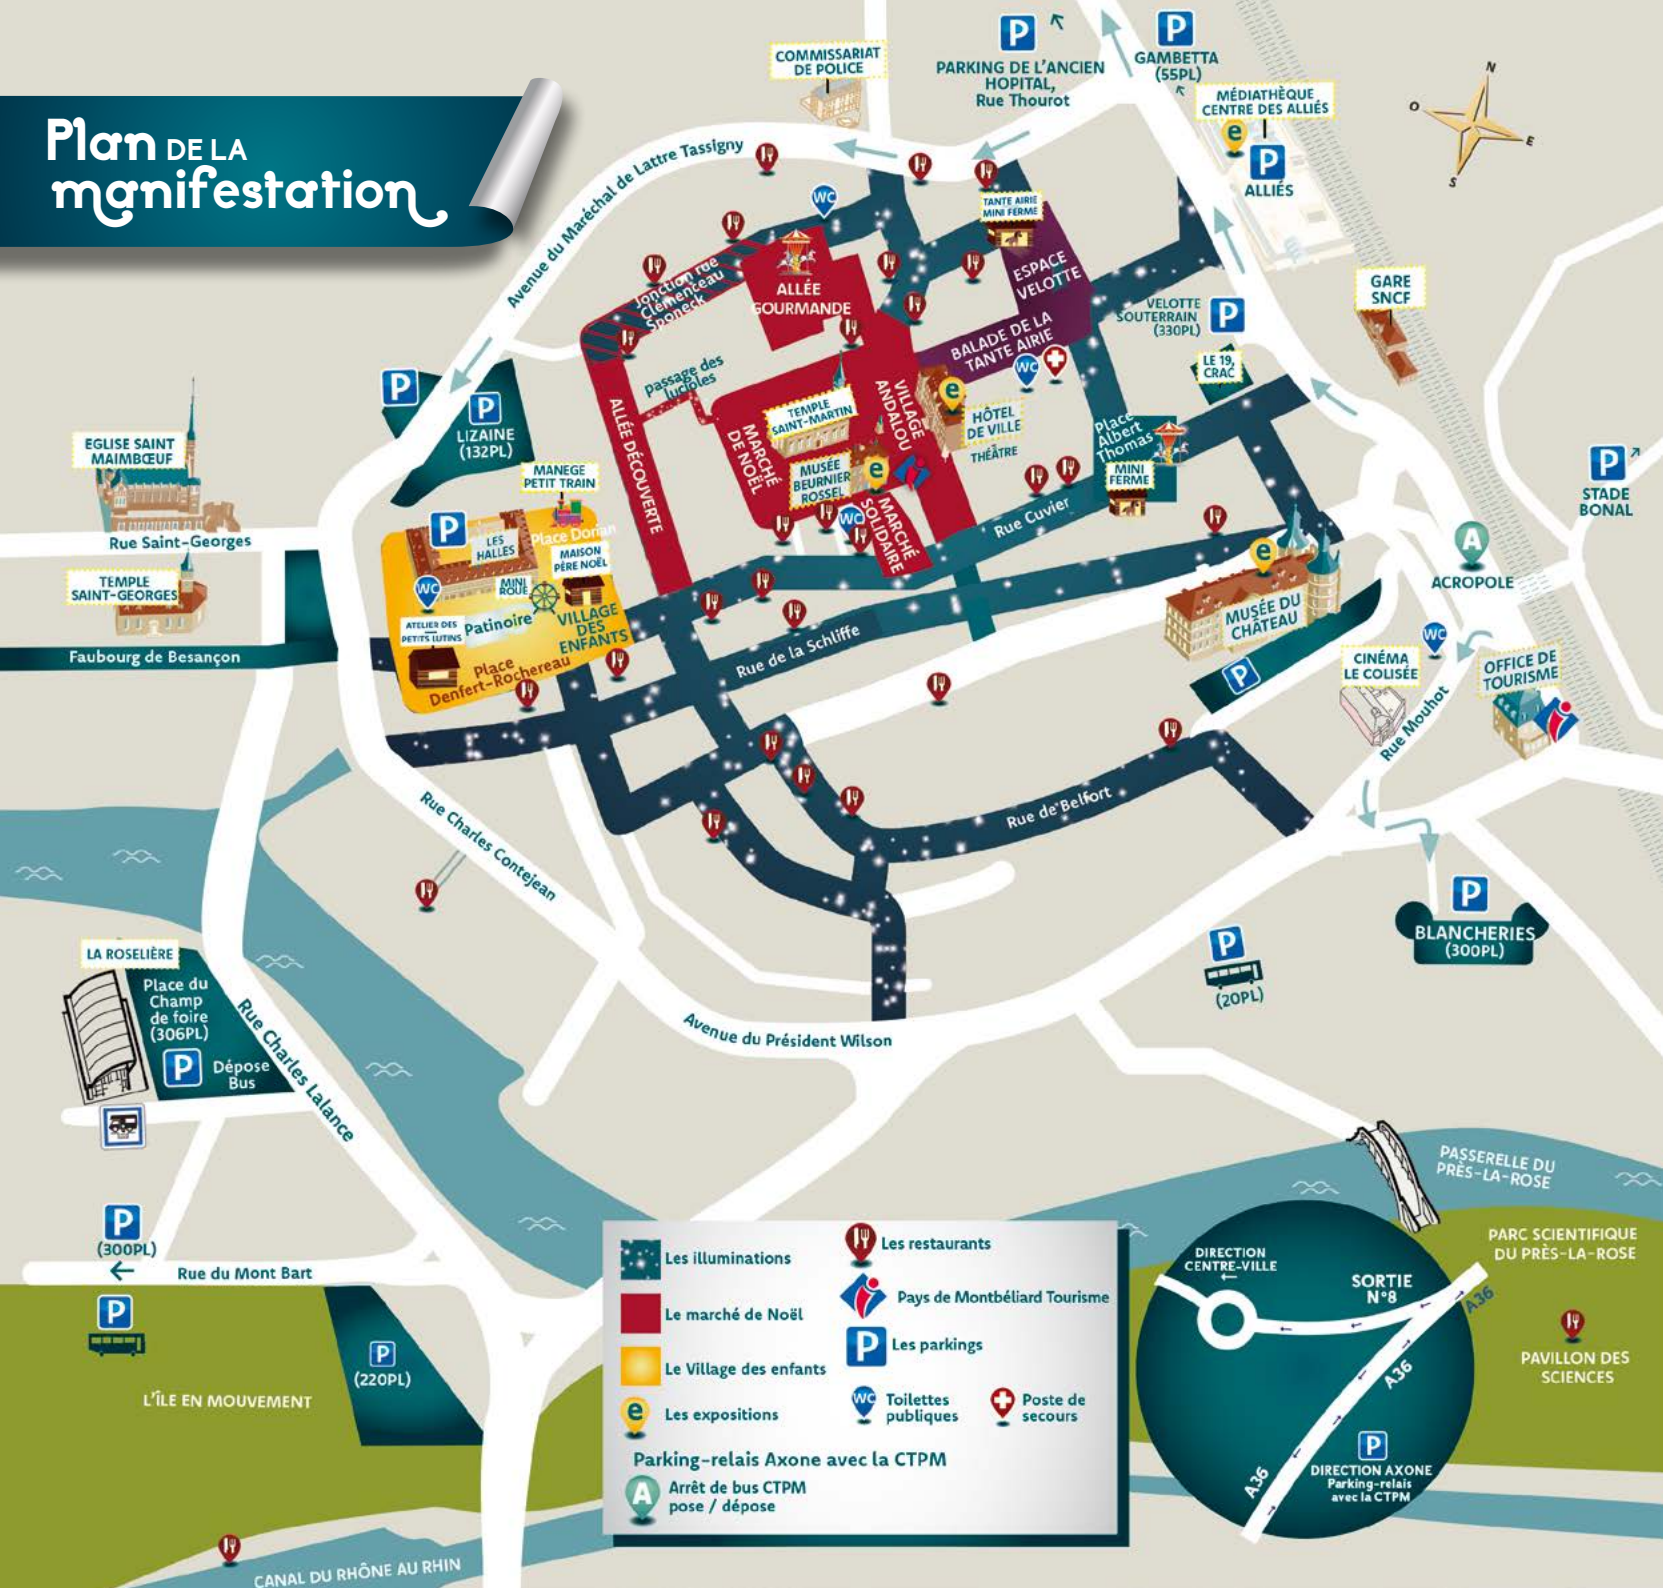 Plan DE LA
manifestation
COMMISSARIAT
DE POLICE
P
PARKING DE L'ANCIEN
HOPITAL,
Rue Thourot
P
GAMBETTA
(55PL)
MÉDIATHÈQUE
CENTRE DES ALLIÉS
e
P
ALLIÉS
N
O
E
S
Avenue du Maréchal de Lattre Tassigny
WC
TANTE AIRIE
MINI FERME
ESPACE
VELOTTE
Jonction rue
Clémenceau
Sponeck
ALLÉE
GOURMANDE
VELOTTE
SOUTERRAIN
(330PL)
P
GARE
SNCF
BALADE DE LA
TANTE AIRIE
WC
LE 19,
CRAC
Passage des
lucioles
P
P
LIZAINE
(132PL)
ALLÉE DÉCOUVERTE
MARCHÉ
DE NOËL
TEMPLE
SAINT-MARTIN
VILLAGE
ANDALOU
e
HÔTEL
DE VILLE
THÉÂTRE
MUSÉE
BEURNIER
ROSSEL
e
WC
MARCHÉ
SOLIDAIRE
Rue Cuvier
Place
Albert
Thomas
MINI
FERME
P
STADE
BONAL
EGLISE SAINT
MAIMBŒUF
Rue Saint-Georges
TEMPLE
SAINT-GEORGES
Faubourg de Besançon
MANEGE
PETIT TRAIN
P
LES
HALLES
Place Dorian
MAISON
PÈRE NOËL
WC
MINI
ROUE
ATELIER DES
PETITS LUTINS
Patinoire
VILLAGE
DES
ENFANTS
Place
Denfert-Rochereau
Rue de la Schliffe
e
MUSÉE DU
CHÂTEAU
P
A
ACROPOLE
WC
CINÉMA
LE COLISÉE
OFFICE DE
TOURISME
Rue Mouhot
Rue de Belfort
Rue Charles Contejean
P
BLANCHERIES
(300PL)
P
(20PL)
LA ROSELIÈRE
Place du
Champ
de foire
(306PL)
P
Dépose
Bus
Rue Charles Lalance
Avenue du Président Wilson
PASSERELLE DU
PRÈS-LA-ROSE
PARC SCIENTIFIQUE
DU PRÈS-LA-ROSE
P
(300PL)
Rue du Mont Bart
P
P
(220PL)
L'ÎLE EN MOUVEMENT
CANAL DU RHÔNE AU RHIN
Les illuminations
Le marché de Noël
Le Village des enfants
e
Les expositions
Les restaurants
Pays de Montbéliard Tourisme
P
Les parkings
WC
Toilettes
publiques
Poste de
secours
Parking-relais Axone avec la CTPM
A
Arrêt de bus CTPM
pose / dépose
DIRECTION
CENTRE-VILLE
SORTIE
N°8
A36
A36
A36
P
DIRECTION AXONE
Parking-relais
avec la CTPM
PAVILLON DES
SCIENCES